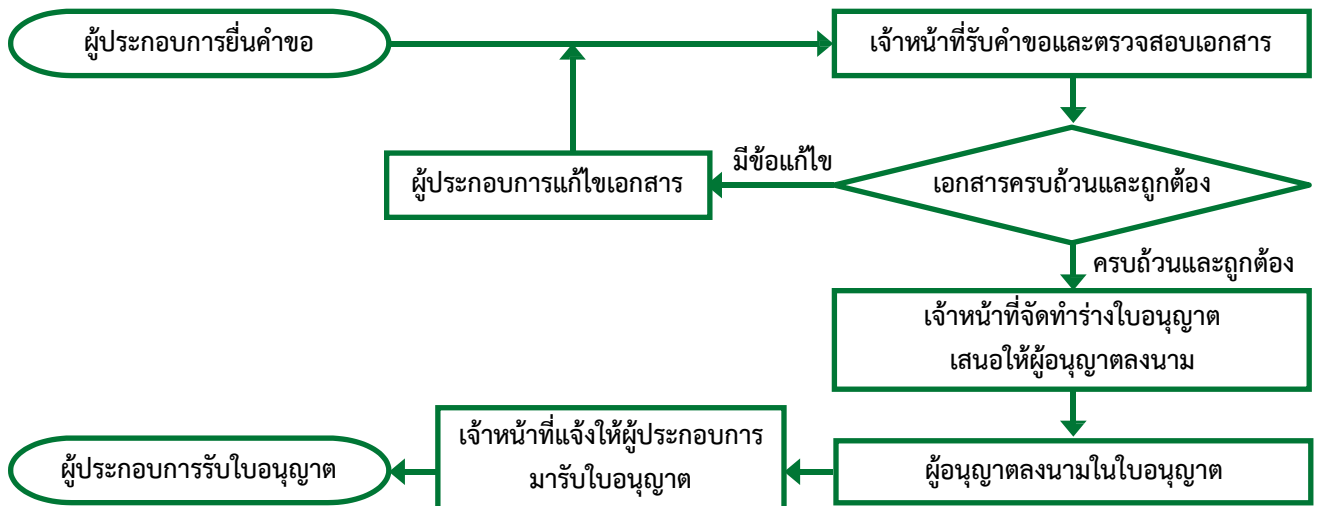 ผู้ประกอบการยื่นคำขอ
เจ้าหน้าที่รับคำขอและตรวจสอบเอกสาร
เอกสารครบถ้วนและถูกต้อง
มีข้อแก้ไข
ผู้ประกอบการแก้ไขเอกสาร
ครบถ้วนและถูกต้อง
เจ้าหน้าที่จัดทำร่างใบอนุญาต
เสนอให้ผู้อนุญาตลงนาม
ผู้อนุญาตลงนามในใบอนุญาต
เจ้าหน้าที่แจ้งให้ผู้ประกอบการ
มารับใบอนุญาต
ผู้ประกอบการรับใบอนุญาต